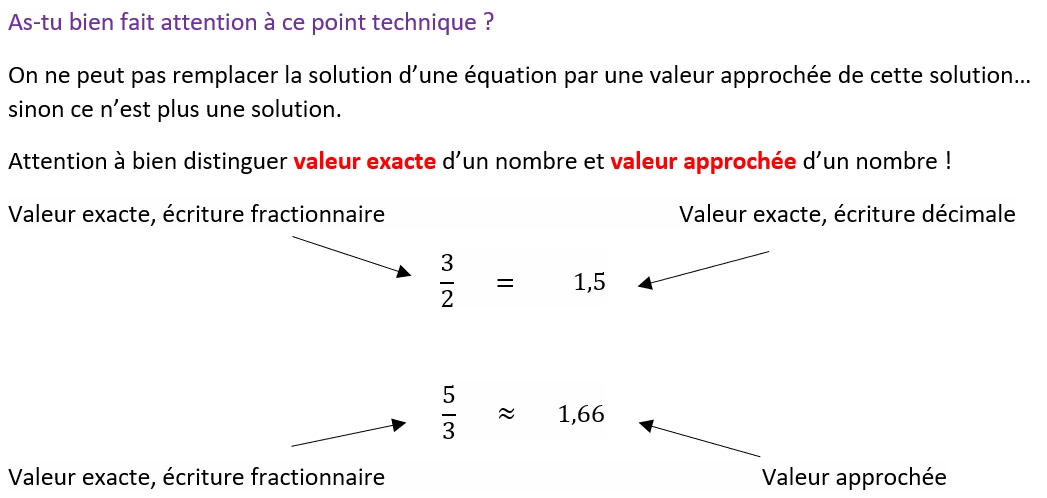 As-tu bien fait attention à ce point technique ?
On ne peut pas remplacer la solution d’une équation par une valeur approchée de cette solution…
sinon ce n’est plus une solution.
Attention à bien distinguer valeur exacte d’un nombre et valeur approchée d’un nombre !
Valeur exacte, écriture fractionnaire Valeur exacte, écriture décimale
3/2 = 1,5
5/3 ≈ 1,66
Valeur exacte, écriture fractionnaire Valeur approchée